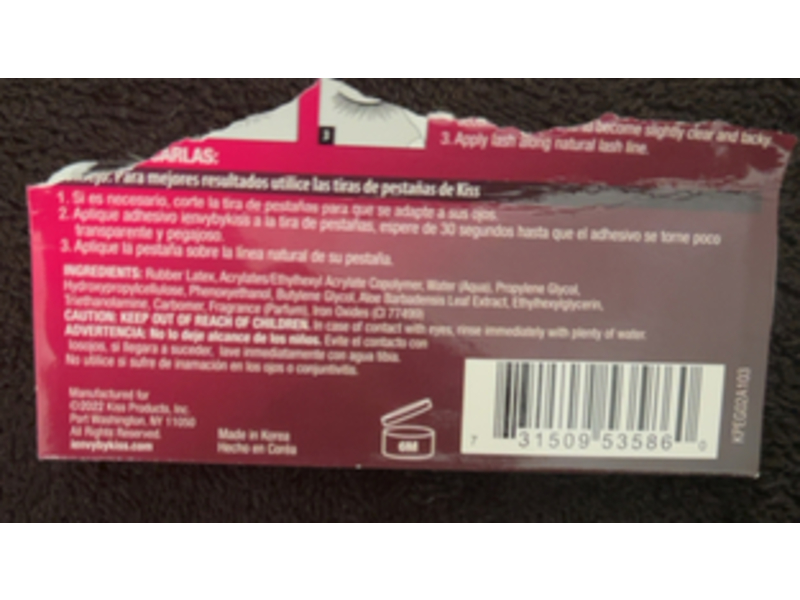 3
become slightly clear and tacky.
3. Apply lash along natural lash line.
ARLAS:
Para mejores resultados utilice las tiras de pestañas de Kiss
1. Si es necesario, corte la tira de pestañas para que se adapte a sus ojos.
2. Aplique adhesivo ienvybykiss a la tira de pestañas, espere de 30 segundos hasta que el adhesivo se torne poco
transparente y pegajoso.
3. Aplique la pestaña sobre la línea natural de su pestaña.
INGREDIENTS: Rubber Latex, Acrylates/Ethylhexyl Acrylate Copolymer, Water (Aqua), Propylene Glycol,
Hydroxypropylcellulose, Phenoxyethanol, Butylene Glycol, Aloe Barbadensis Leaf Extract, Ethylhexylglycerin,
Triethanolamine, Carbomer, Fragrance (Parfum), Iron Oxides (CI 77499)
CAUTION: KEEP OUT OF REACH OF CHILDREN. In case of contact with eyes, rinse immediately with plenty of water.
ADVERTENCIA: No lo deje alcance de los niños. Evite el contacto con
losojos, si llegara a suceder, lave inmediatamente con agua tibia.
No utilice si sufre de inamación en los ojos o conjuntivitis.
Manufactured for
©2022 Kiss Products, Inc.
Port Washington, NY 11050
All Rights Reserved.
ienvybykiss.com
Made in Korea
Hecho en Coréa
6M
7 31509 53586 0
KPEG02A103